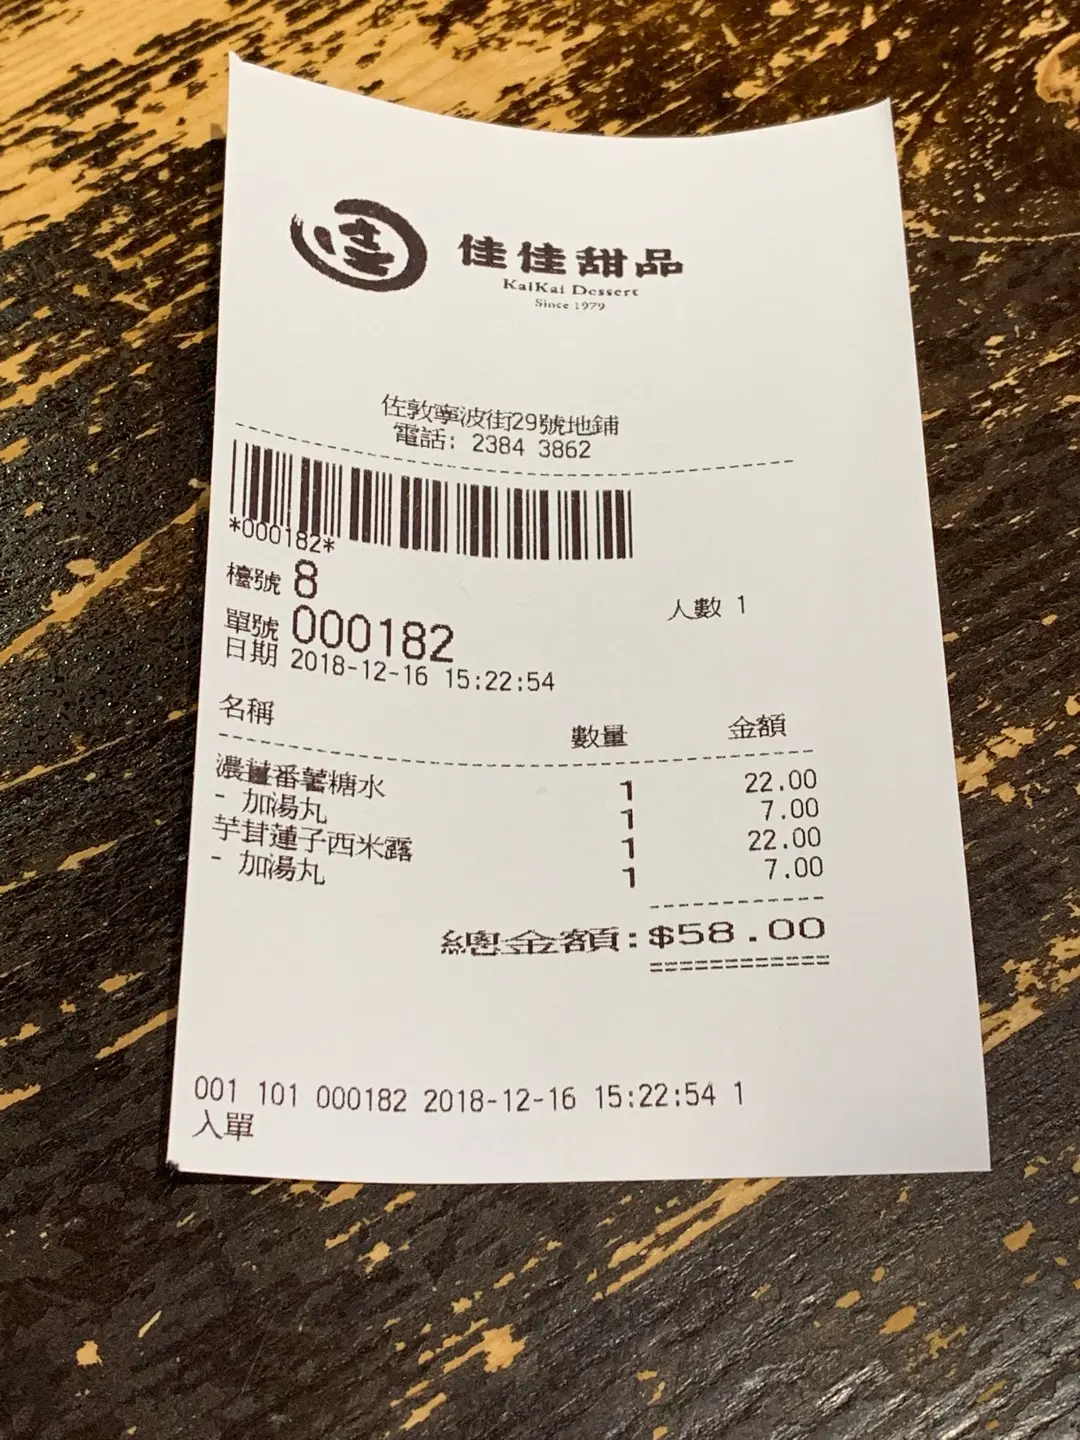 佳 佳佳甜品
KaiKai Dessert
Since 1979
佐敦寧波街29號地鋪
電話: 2384 3862
*000182*
檯號 8
人數 1
單號 000182
日期 2018-12-16 15:22:54
名稱 數量 金額
濃薑番薯糖水 1 22.00
- 加湯丸 1 7.00
芋茸蓮子西米露 1 22.00
- 加湯丸 1 7.00
總金額:$58.00
001 101 000182 2018-12-16 15:22:54 1
入單